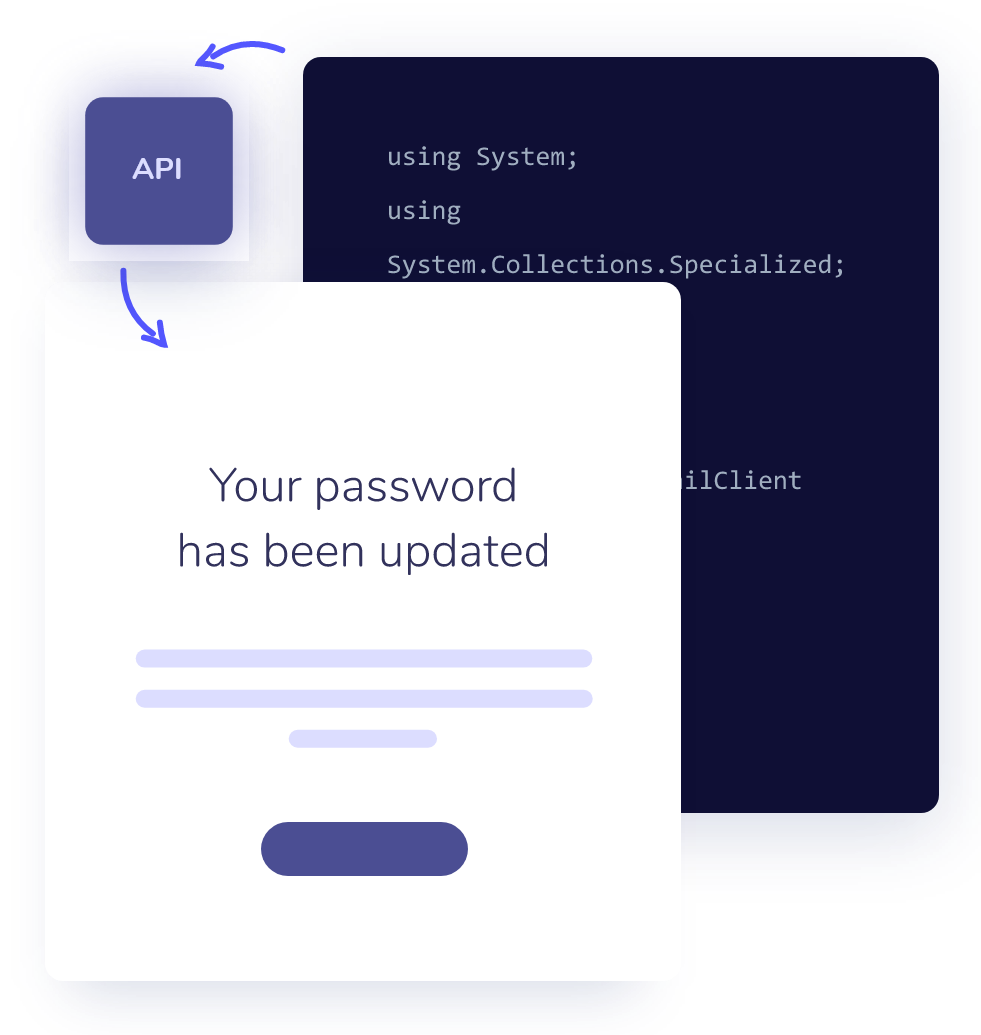 API
using System;
using
System.Collections.Specialized;
ilClient
Your password
has been updated